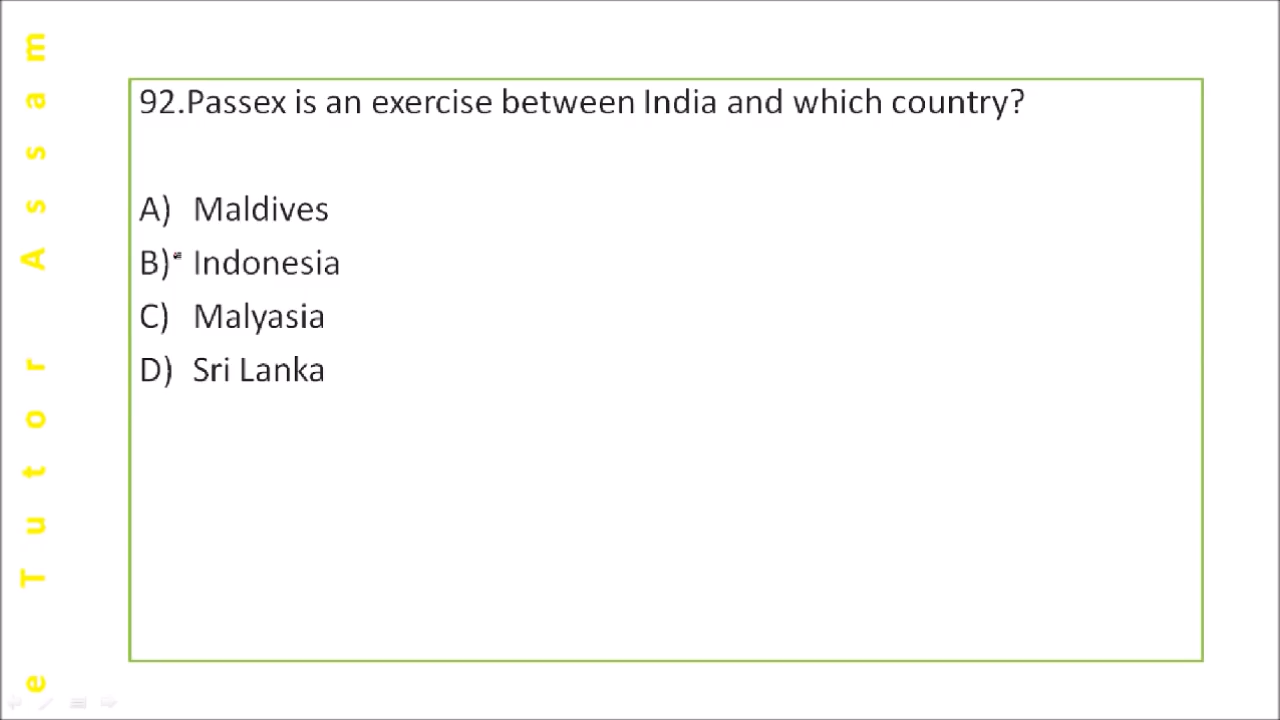 92.Passex is an exercise between India and which country?
A) Maldives
B) Indonesia
C) Malyasia
D) Sri Lanka
e Tutor Assam